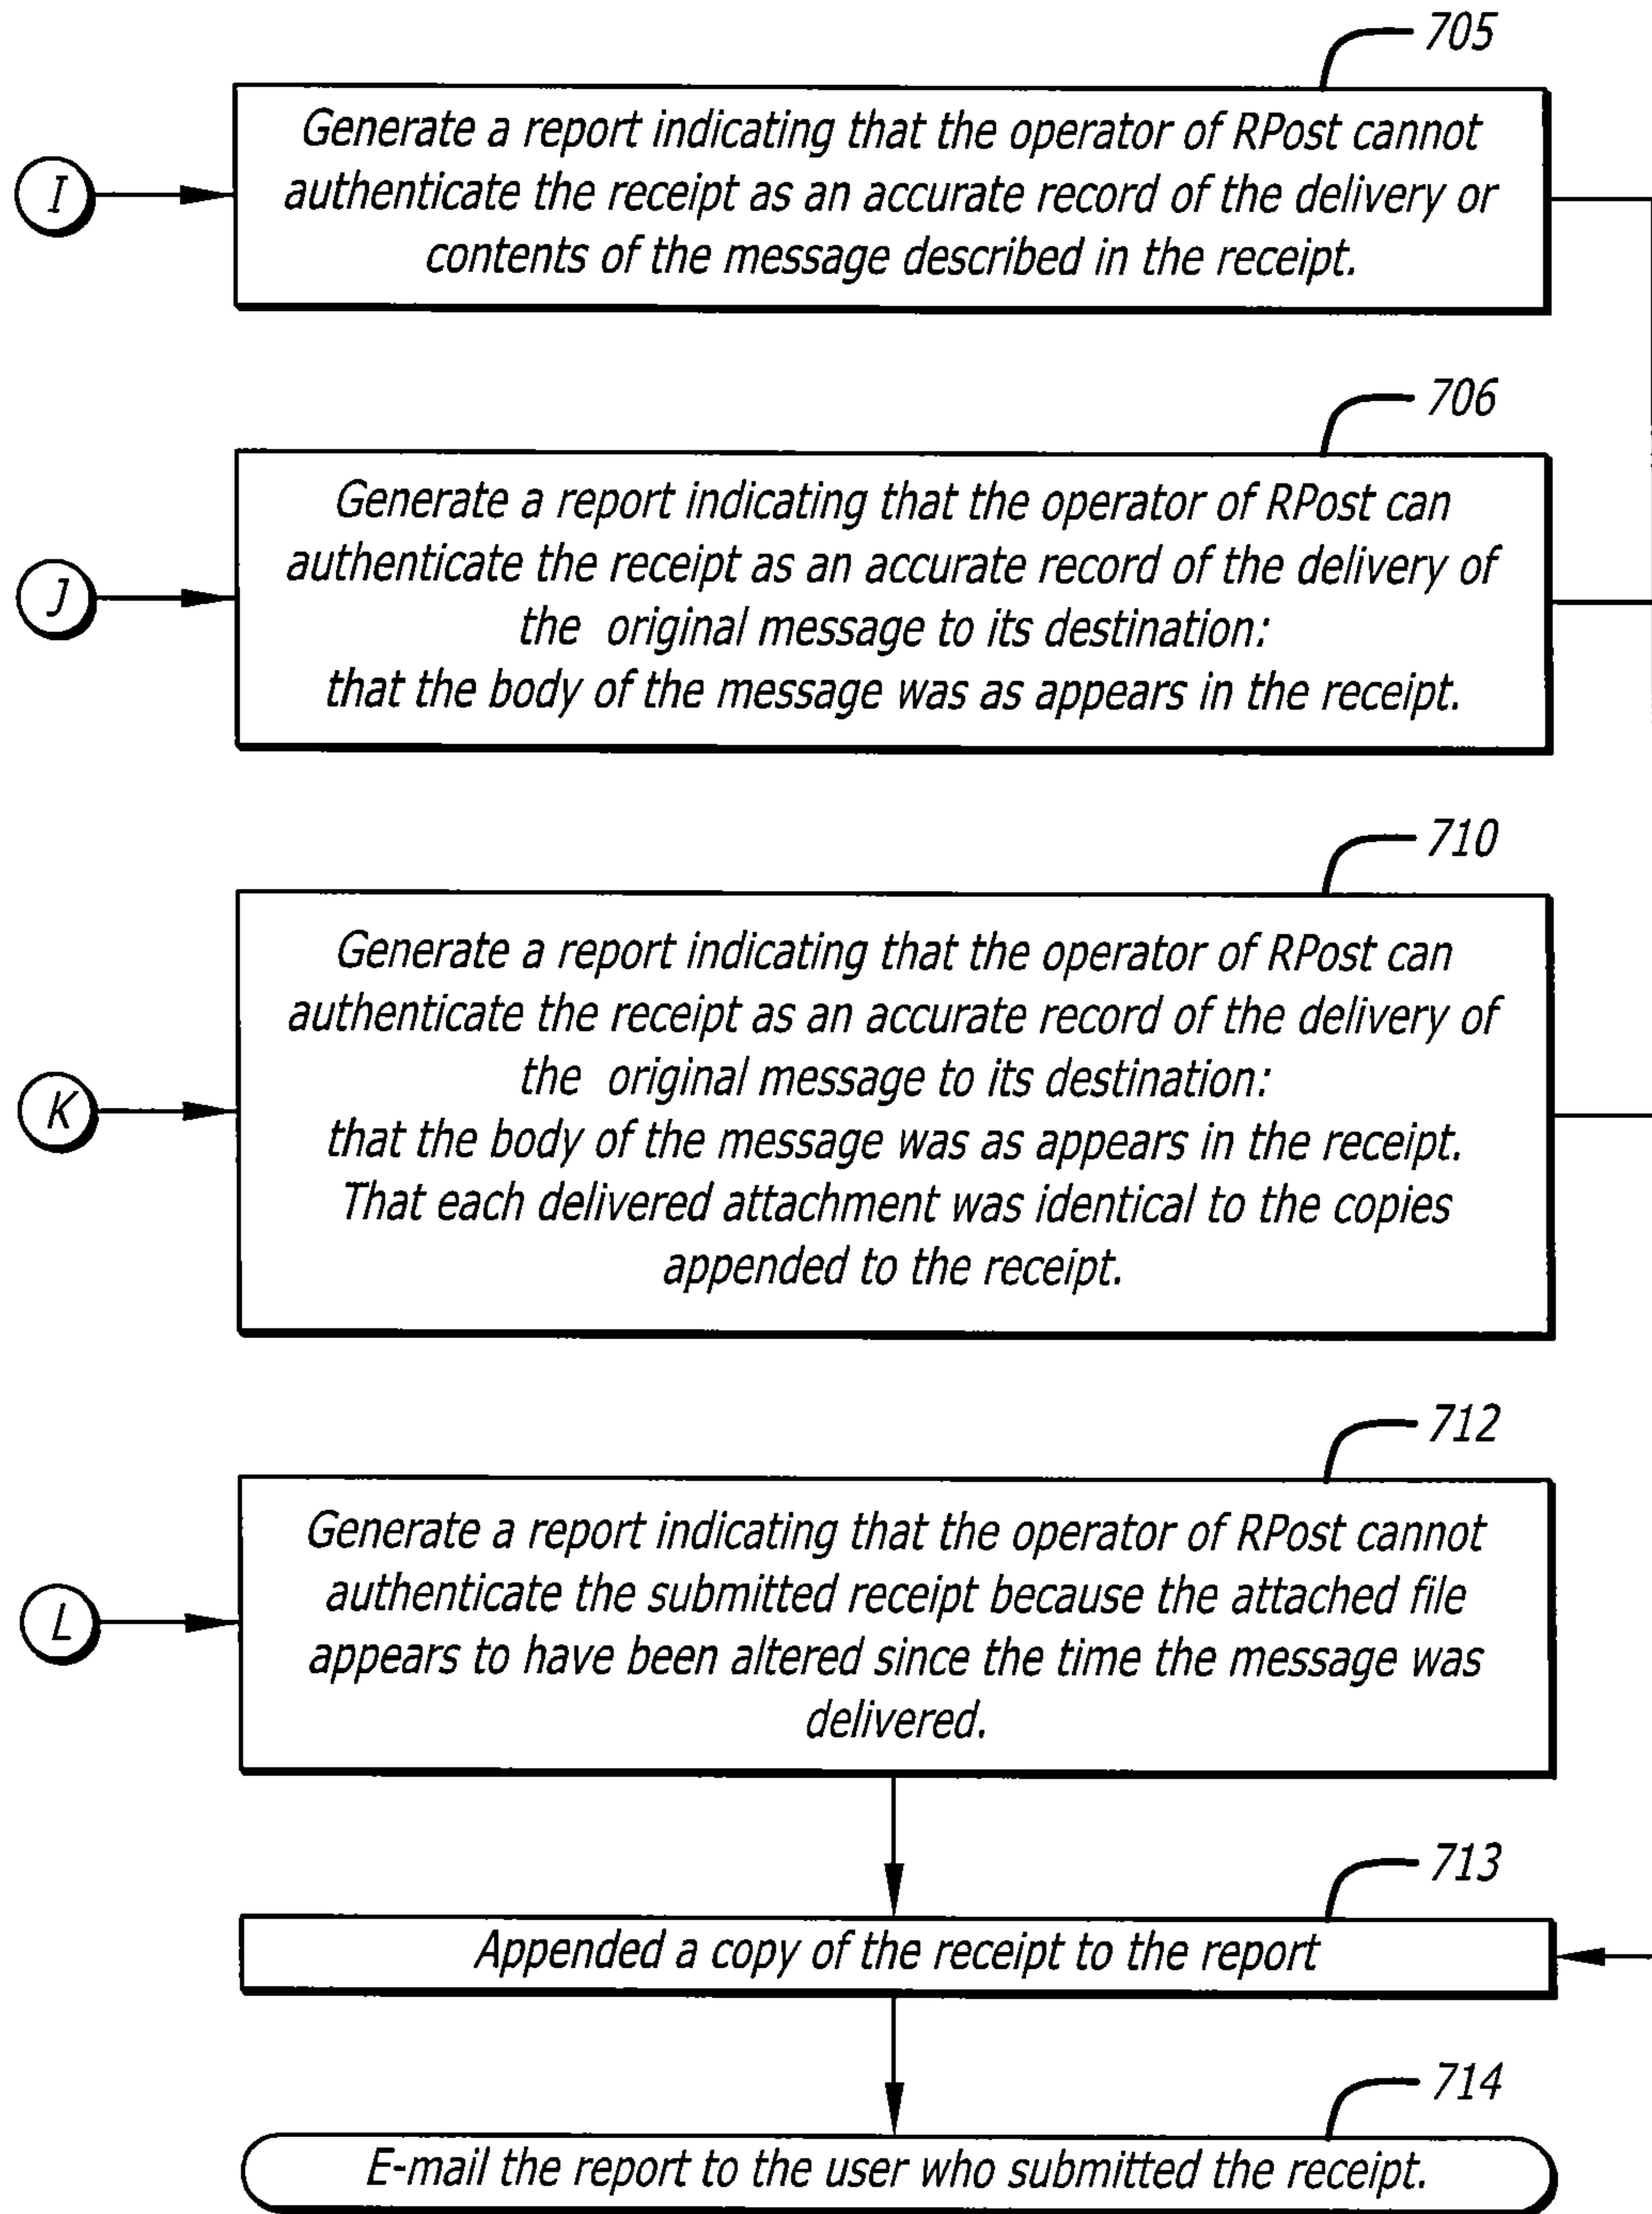 705
Generate a report indicating that the operator of RPost cannot
authenticate the receipt as an accurate record of the delivery or
contents of the message described in the receipt.
I
706
Generate a report indicating that the operator of RPost can
authenticate the receipt as an accurate record of the delivery of
the original message to its destination:
that the body of the message was as appears in the receipt.
J
710
Generate a report indicating that the operator of RPost can
authenticate the receipt as an accurate record of the delivery of
the original message to its destination:
that the body of the message was as appears in the receipt.
That each delivered attachment was identical to the copies
appended to the receipt.
K
712
Generate a report indicating that the operator of RPost cannot
authenticate the submitted receipt because the attached file
appears to have been altered since the time the message was
delivered.
L
713
Appended a copy of the receipt to the report
714
E-mail the report to the user who submitted the receipt.